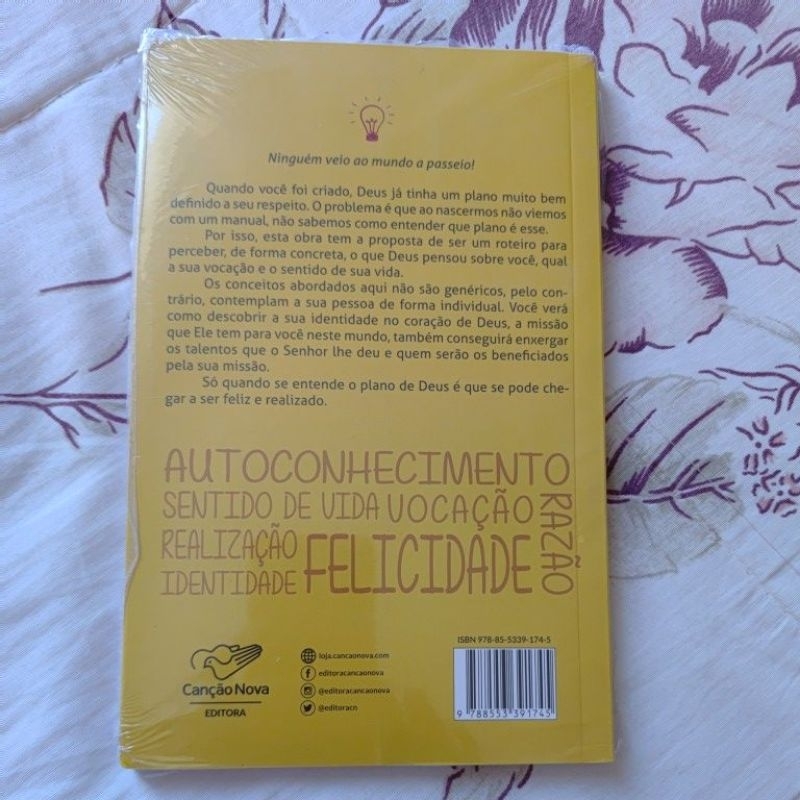 Ninguém veio ao mundo a passeio!
Quando você foi criado, Deus já tinha um plano muito bem
definido a seu respeito. O problema é que ao nascermos não viemos
com um manual, não sabemos como entender que plano é esse.
Por isso, esta obra tem a proposta de ser um roteiro para
perceber, de forma concreta, o que Deus pensou sobre você, qual
a sua vocação e o sentido de sua vida.
Os conceitos abordados aqui não são genéricos, pelo con-
trário, contemplam a sua pessoa de forma individual. Você verá
como descobrir a sua identidade no coração de Deus, a missão
que Ele tem para você neste mundo, também conseguirá enxergar
os talentos que o Senhor lhe deu e quem serão os beneficiados
pela sua missão.
Só quando se entende o plano de Deus é que se pode che-
gar a ser feliz e realizado.
AUTOCONHECIMENTO
SENTIDO DE VIDA VOCAÇÃO
RAZÃO
REALIZAÇÃO
IDENTIDADE FELICIDADE
Canção Nova
EDITORA
loja.cancaonova.com
editoracancaonova
@editoracancaonova
@editoracn
ISBN 978-85-5339-174-5
9 788553 391745